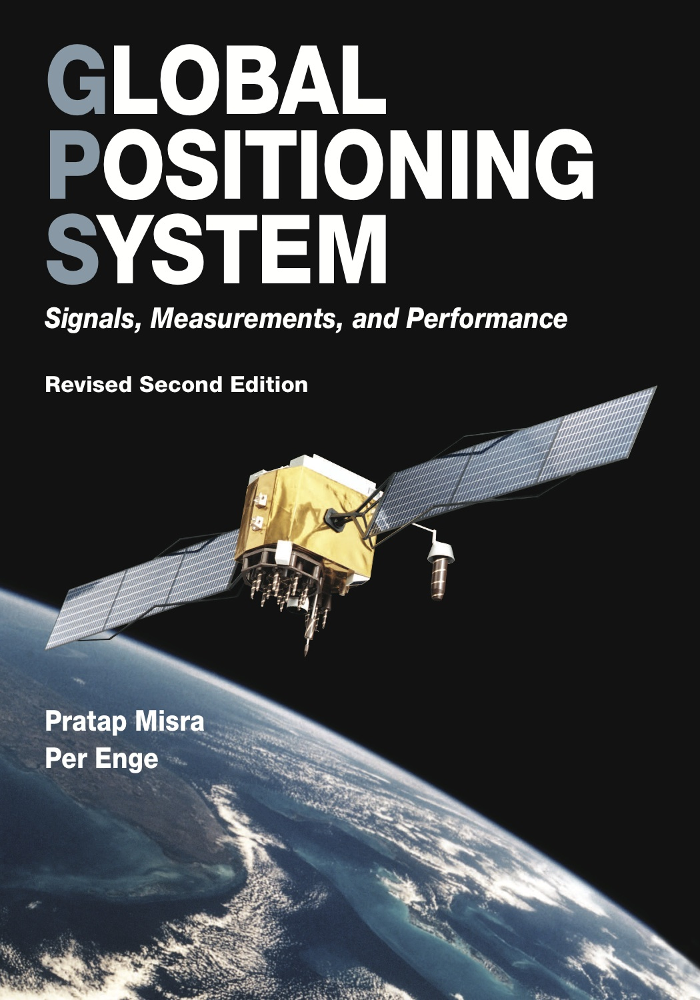 GLOBAL
POSITIONING
SYSTEM
Signals, Measurements, and Performance
Revised Second Edition
Pratap Misra
Per Enge